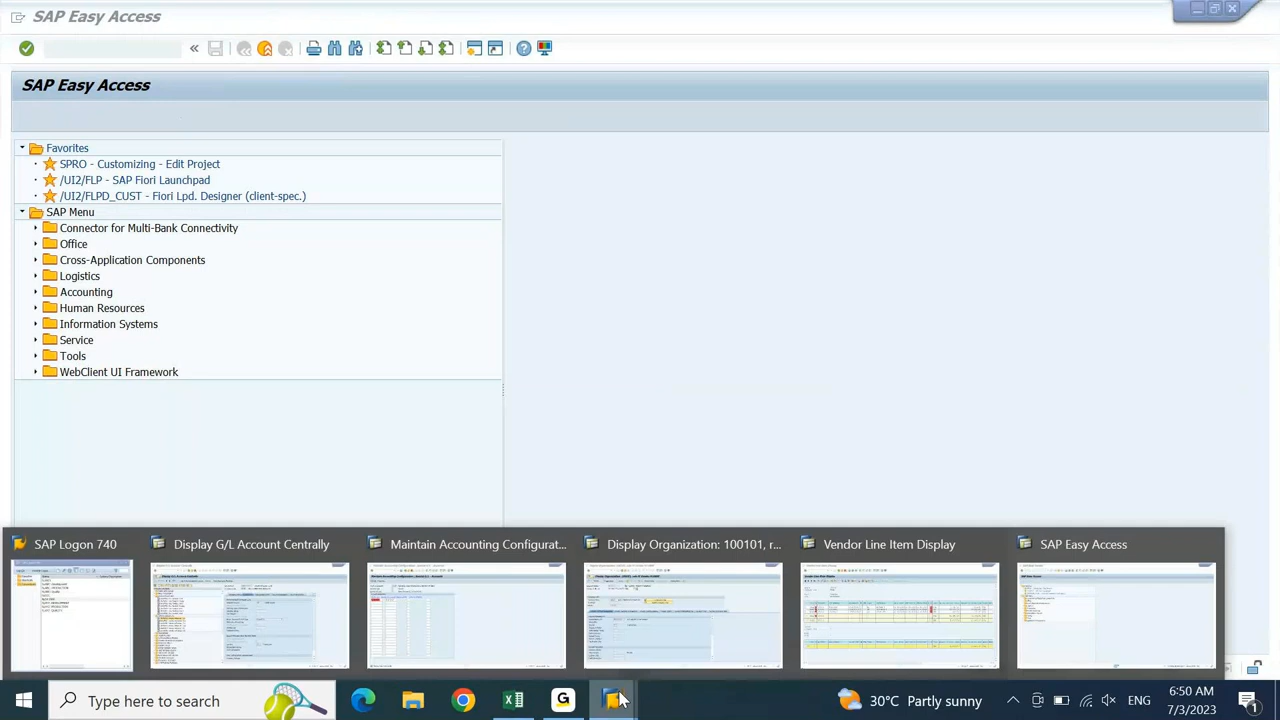 SAP Easy Access
SAP Easy Access
Favorites
SPRO - Customizing - Edit Project
/UI2/FLP - SAP Fiori Launchpad
/UI2/FLPD_CUST - Fiori Lpd. Designer (client-spec.)
SAP Menu
Connector for Multi-Bank Connectivity
Office
Cross-Application Components
Logistics
Accounting
Human Resources
Information Systems
Service
Tools
WebClient UI Framework
SAP Logon 740
Display G/L Account Centrally
Maintain Accounting Configurat...
Display Organization: 100101, r...
Vendor Line Item Display
SAP Easy Access
Type here to search
30°C Partly sunny
ENG
6:50 AM
7/3/2023
1